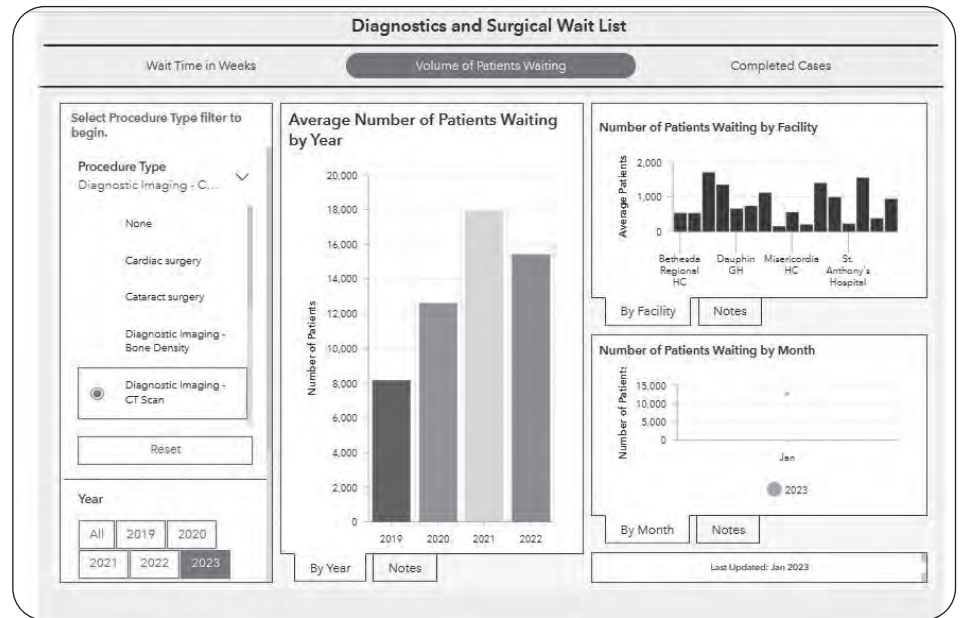 Diagnostics and Surgical Wait List
Wait Time in Weeks
Volume of Patients Waiting
Completed Cases
Select Procedure Type filter to
begin.
Procedure Type
Diagnostic Imaging - C...
None
Cardiac surgery
Cataract surgery
Diagnostic Imaging -
Bone Density
Diagnostic Imaging -
CT Scan
Reset
Year
All
2019
2020
2021
2022
2023
Average Number of Patients Waiting
by Year
Number of Patients
20,000
18,000
16,000
14,000
12,000
10,000
8,000
6,000
4,000
2,000
0
2019
2020
2021
2022
By Year
Notes
Number of Patients Waiting by Facility
Average Patients
2,000
1,000
0
Bethesda
Regional
HC
Dauphin
GH
Misericordia
HC
St.
Anthony's
Hospital
By Facility
Notes
Number of Patients Waiting by Month
Number of Patients
15,000
10,000
5,000
0
Jan
2023
By Month
Notes
Last Updated: Jan 2023